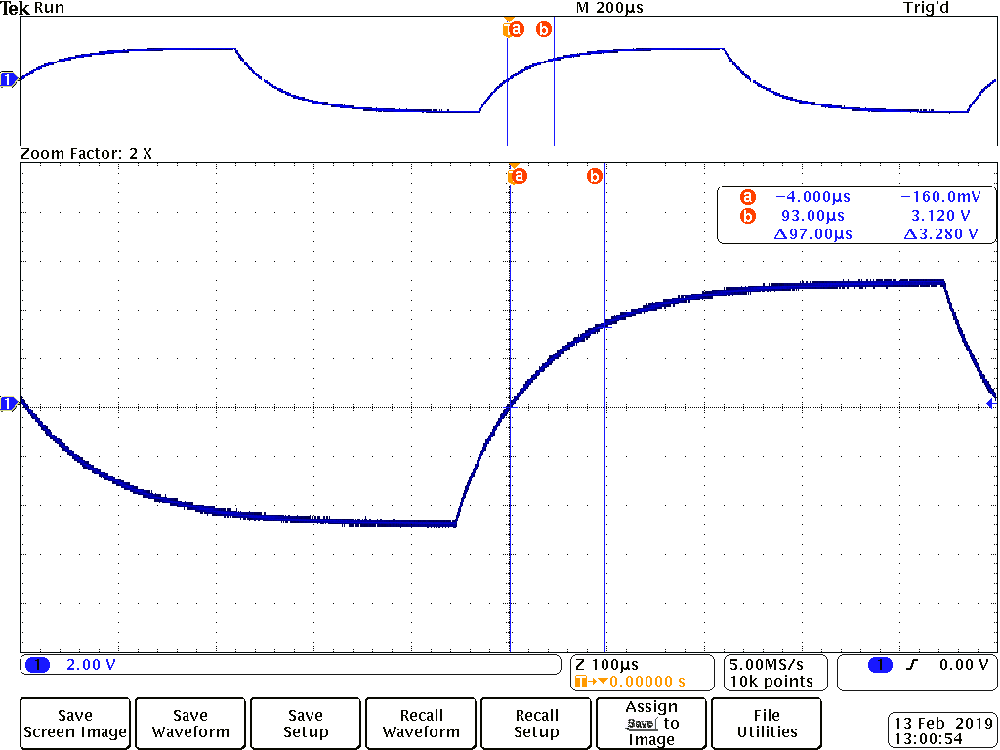 Tek Run M 200µs Trig'd
T a b
1
Zoom Factor: 2 X
a b
a −4.000µs −160.0mV
b 93.00µs 3.120 V
Δ97.00µs Δ3.280 V
1
1 2.00 V Z 100µs 5.00MS/s 1 0.00 V
T→▼0.00000 s 10k points
Save Screen Image
Save Waveform
Save Setup
Recall Waveform
Recall Setup
Assign Save to Image
File Utilities
13 Feb 2019
13:00:54